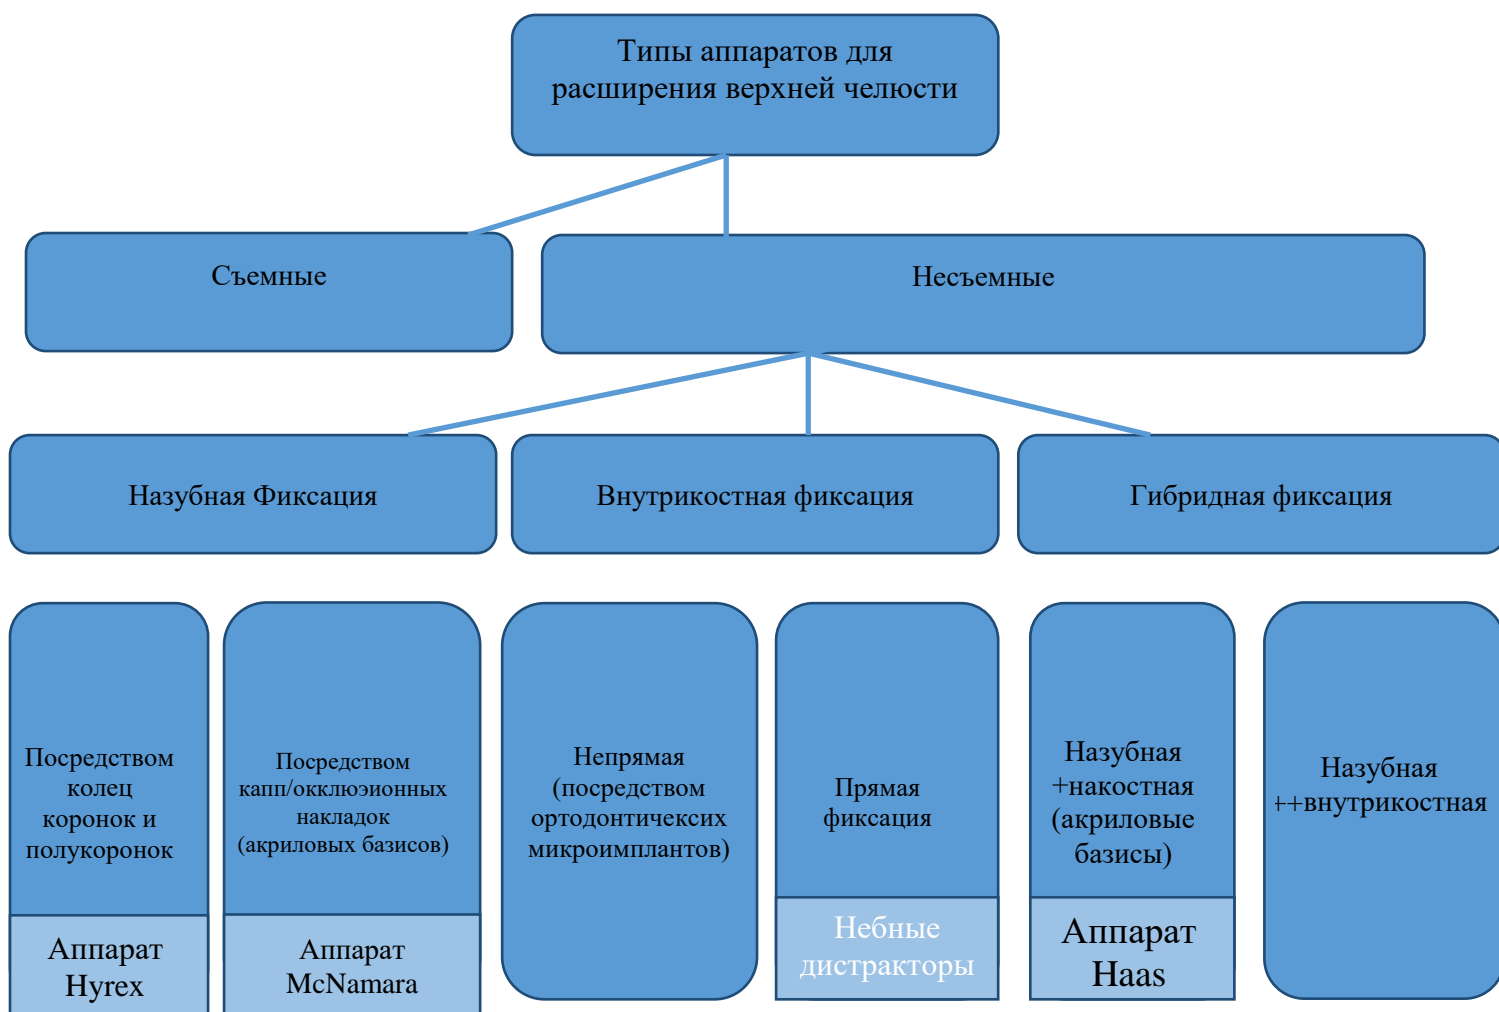 Типы аппаратов для
расширения верхней челюсти
Съемные
Несъемные
Назубная Фиксация
Внутрикостная фиксация
Гибридная фиксация
Посредством
колец
коронок и
полукоронок
Аппарат
Hyrex
Посредством
капп/окклюэионных
накладок
(акриловых базисов)
Аппарат
McNamara
Непрямая
(посредством
ортодонтичексих
микроимплантов)
Прямая
фиксация
Небные
дистракторы
Назубная
+накостная
(акриловые
базисы)
Аппарат
Haas
Назубная
++внутрикостная